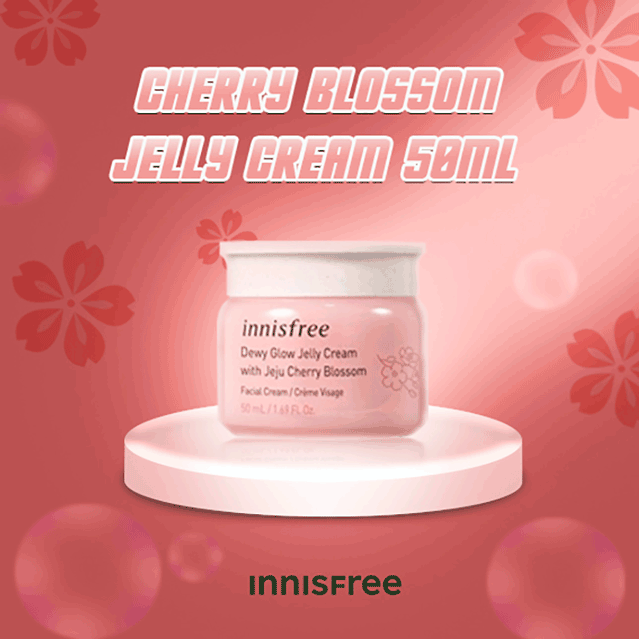 CHERRY BLOSSOM
JELLY CREAM 50ML
innisfree
Dewy Glow Jelly Cream
with Jeju Cherry Blossom
Facial Cream / Crème Visage
50 mL / 1.69 FL. Oz.
INNISFREE